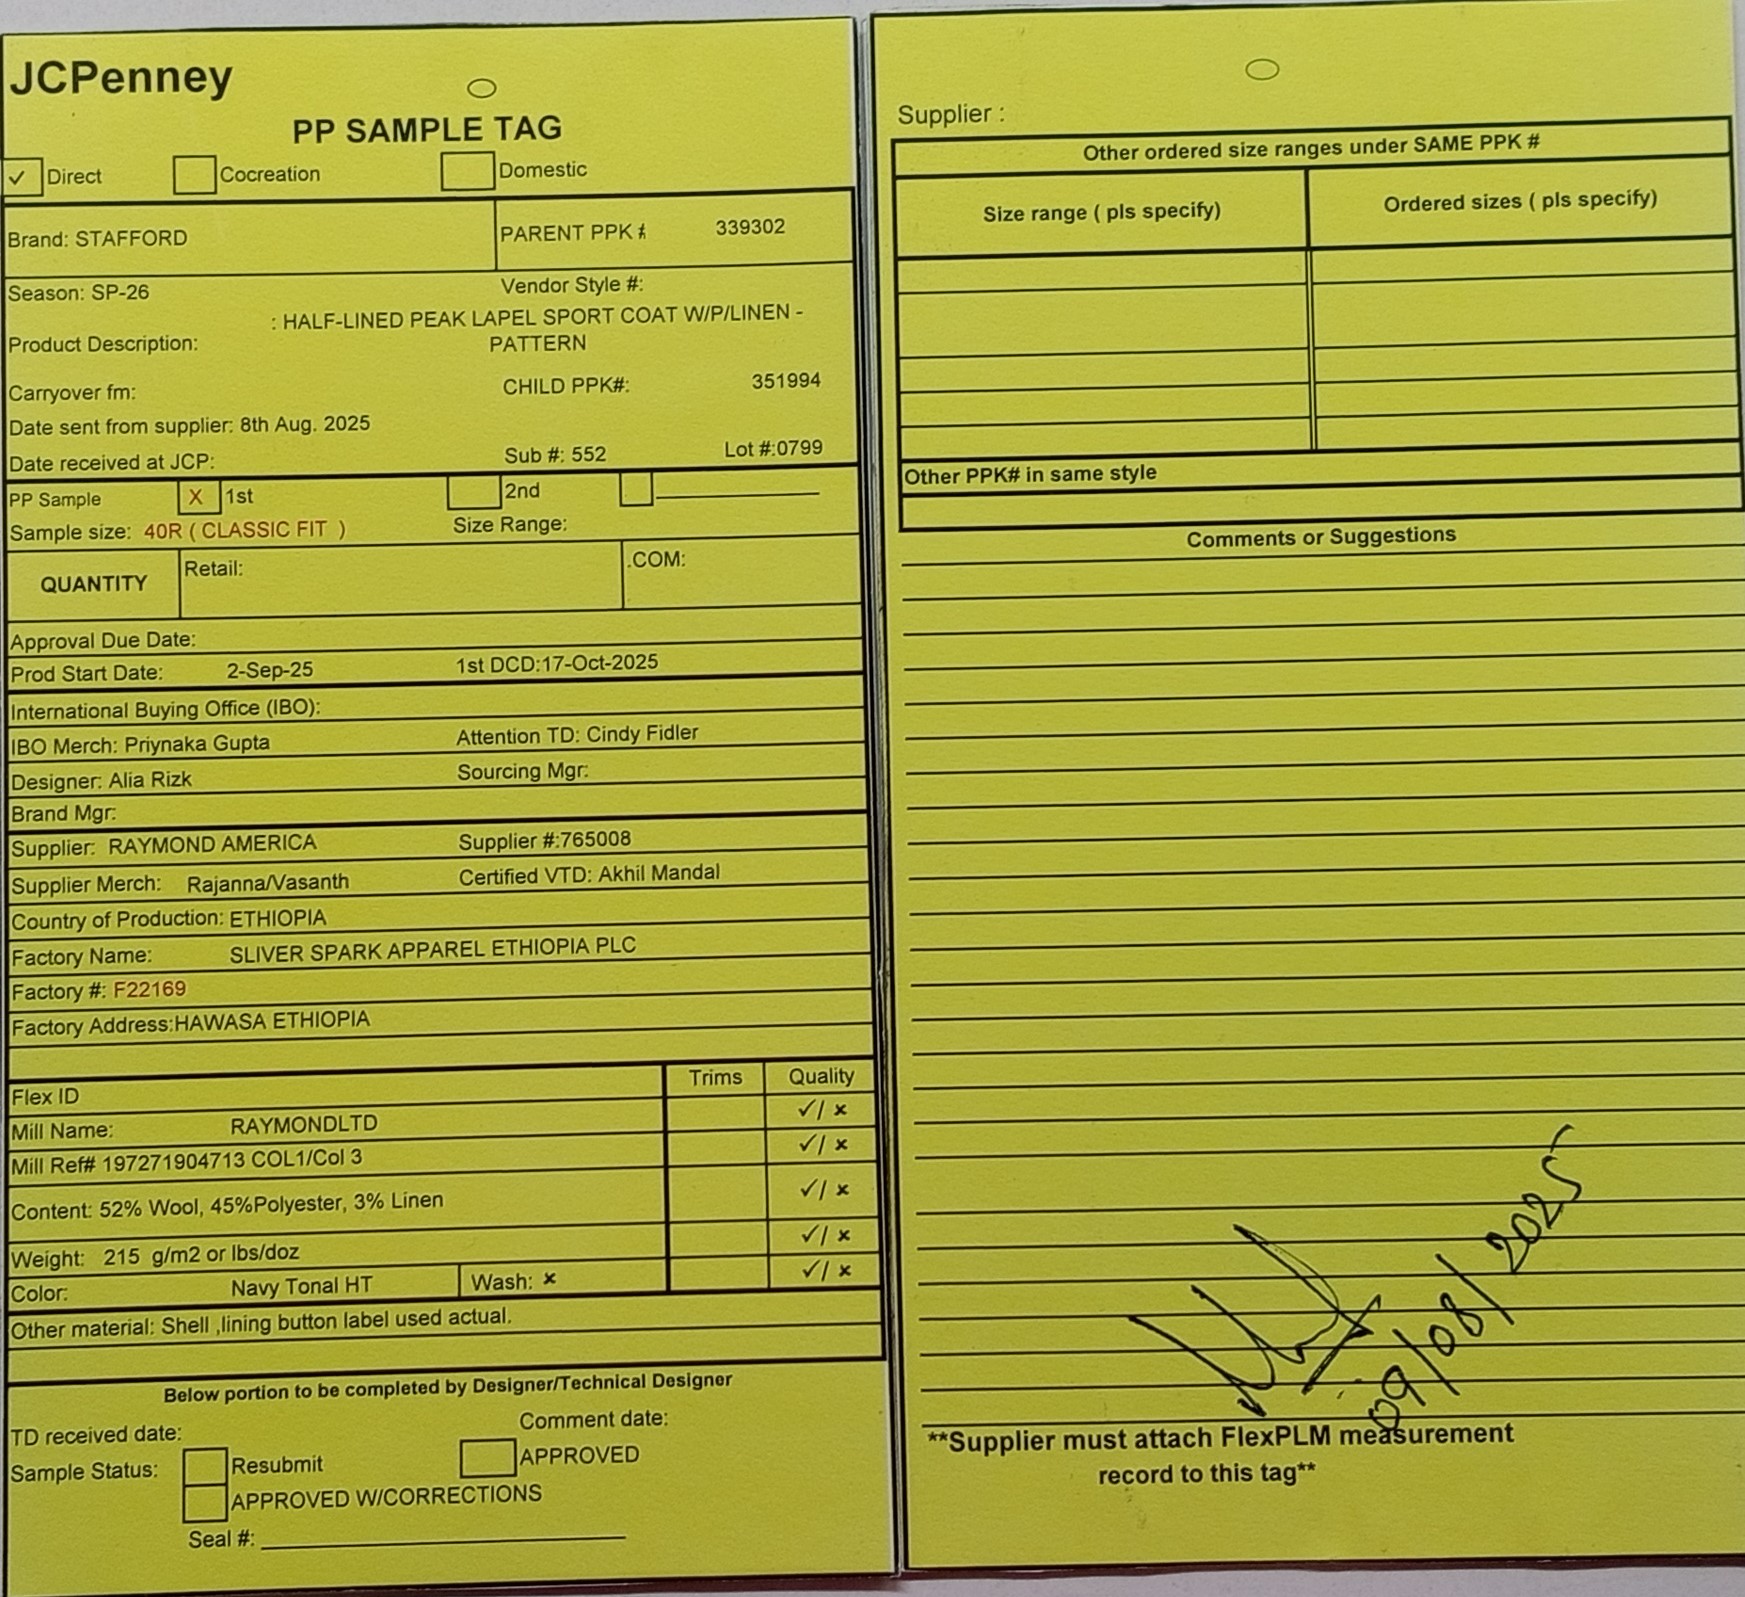 JCPenney
PP SAMPLE TAG
✓ Direct Cocreation Domestic
Brand: STAFFORD PARENT PPK # 339302
Season: SP-26 Vendor Style #:
: HALF-LINED PEAK LAPEL SPORT COAT W/P/LINEN -
Product Description: PATTERN
Carryover fm: CHILD PPK#: 351994
Date sent from supplier: 8th Aug. 2025
Date received at JCP: Sub #: 552 Lot #:0799
PP Sample X 1st 2nd
Sample size: 40R ( CLASSIC FIT ) Size Range:
QUANTITY Retail: .COM:
Approval Due Date:
Prod Start Date: 2-Sep-25 1st DCD:17-Oct-2025
International Buying Office (IBO):
IBO Merch: Priynaka Gupta Attention TD: Cindy Fidler
Designer: Alia Rizk Sourcing Mgr:
Brand Mgr:
Supplier: RAYMOND AMERICA Supplier #:765008
Supplier Merch: Rajanna/Vasanth Certified VTD: Akhil Mandal
Country of Production: ETHIOPIA
Factory Name: SLIVER SPARK APPAREL ETHIOPIA PLC
Factory #: F22169
Factory Address:HAWASA ETHIOPIA
Flex ID Trims Quality
Mill Name: RAYMONDLTD ✓/ ×
Mill Ref# 197271904713 COL1/Col 3 ✓/ ×
Content: 52% Wool, 45%Polyester, 3% Linen ✓/ ×
Weight: 215 g/m2 or lbs/doz ✓/ ×
Color: Navy Tonal HT Wash: × ✓/ ×
Other material: Shell ,lining button label used actual.
Below portion to be completed by Designer/Technical Designer
TD received date: Comment date:
Sample Status: Resubmit APPROVED
APPROVED W/CORRECTIONS
Seal #:
Supplier :
Other ordered size ranges under SAME PPK #
Size range ( pls specify) Ordered sizes ( pls specify)
Other PPK# in same style
Comments or Suggestions
09/08/2025
**Supplier must attach FlexPLM measurement
record to this tag**